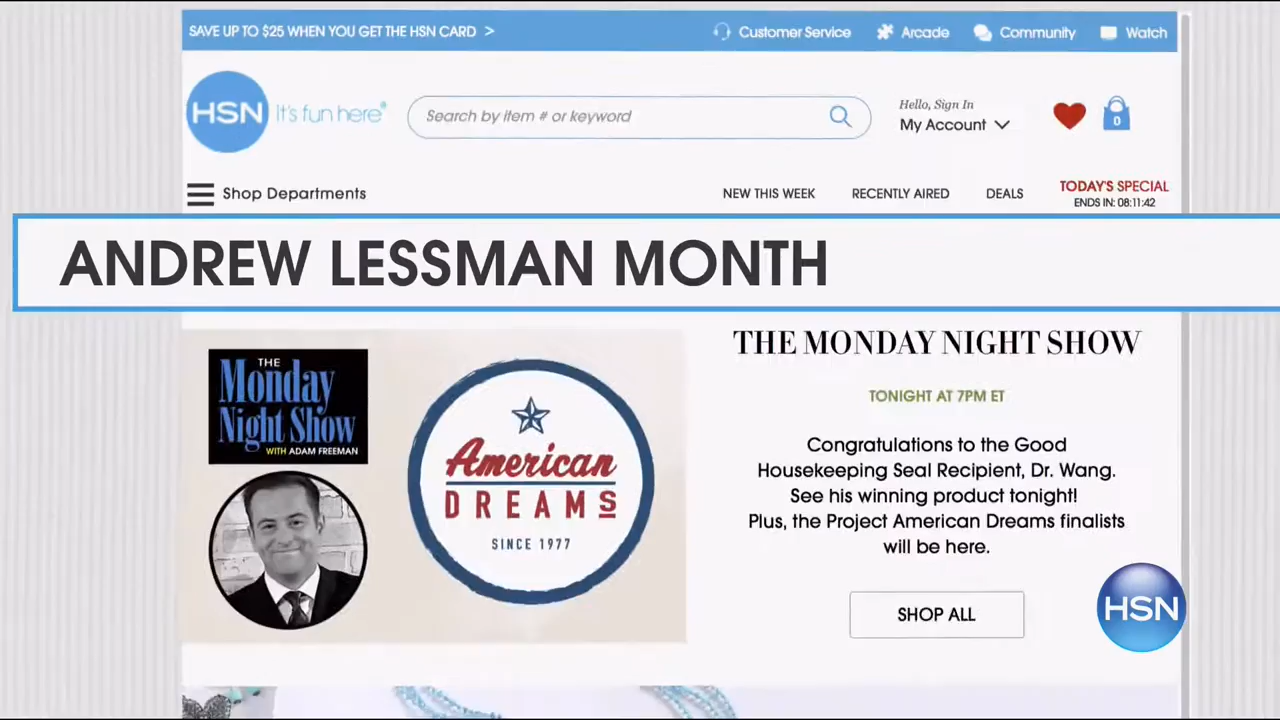 SAVE UP TO $25 WHEN YOU GET THE HSN CARD >
Customer Service
Arcade
Community
Watch
HSN It's fun here®
Search by item # or keyword
Hello, Sign In
My Account
0
Shop Departments
NEW THIS WEEK
RECENTLY AIRED
DEALS
TODAY'S SPECIAL
ENDS IN: 08:11:42
ANDREW LESSMAN MONTH
THE
Monday
Night Show
WITH ADAM FREEMAN
American
DREAMS
SINCE 1977
THE MONDAY NIGHT SHOW
TONIGHT AT 7PM ET
Congratulations to the Good
Housekeeping Seal Recipient, Dr. Wang.
See his winning product tonight!
Plus, the Project American Dreams finalists
will be here.
SHOP ALL
HSN